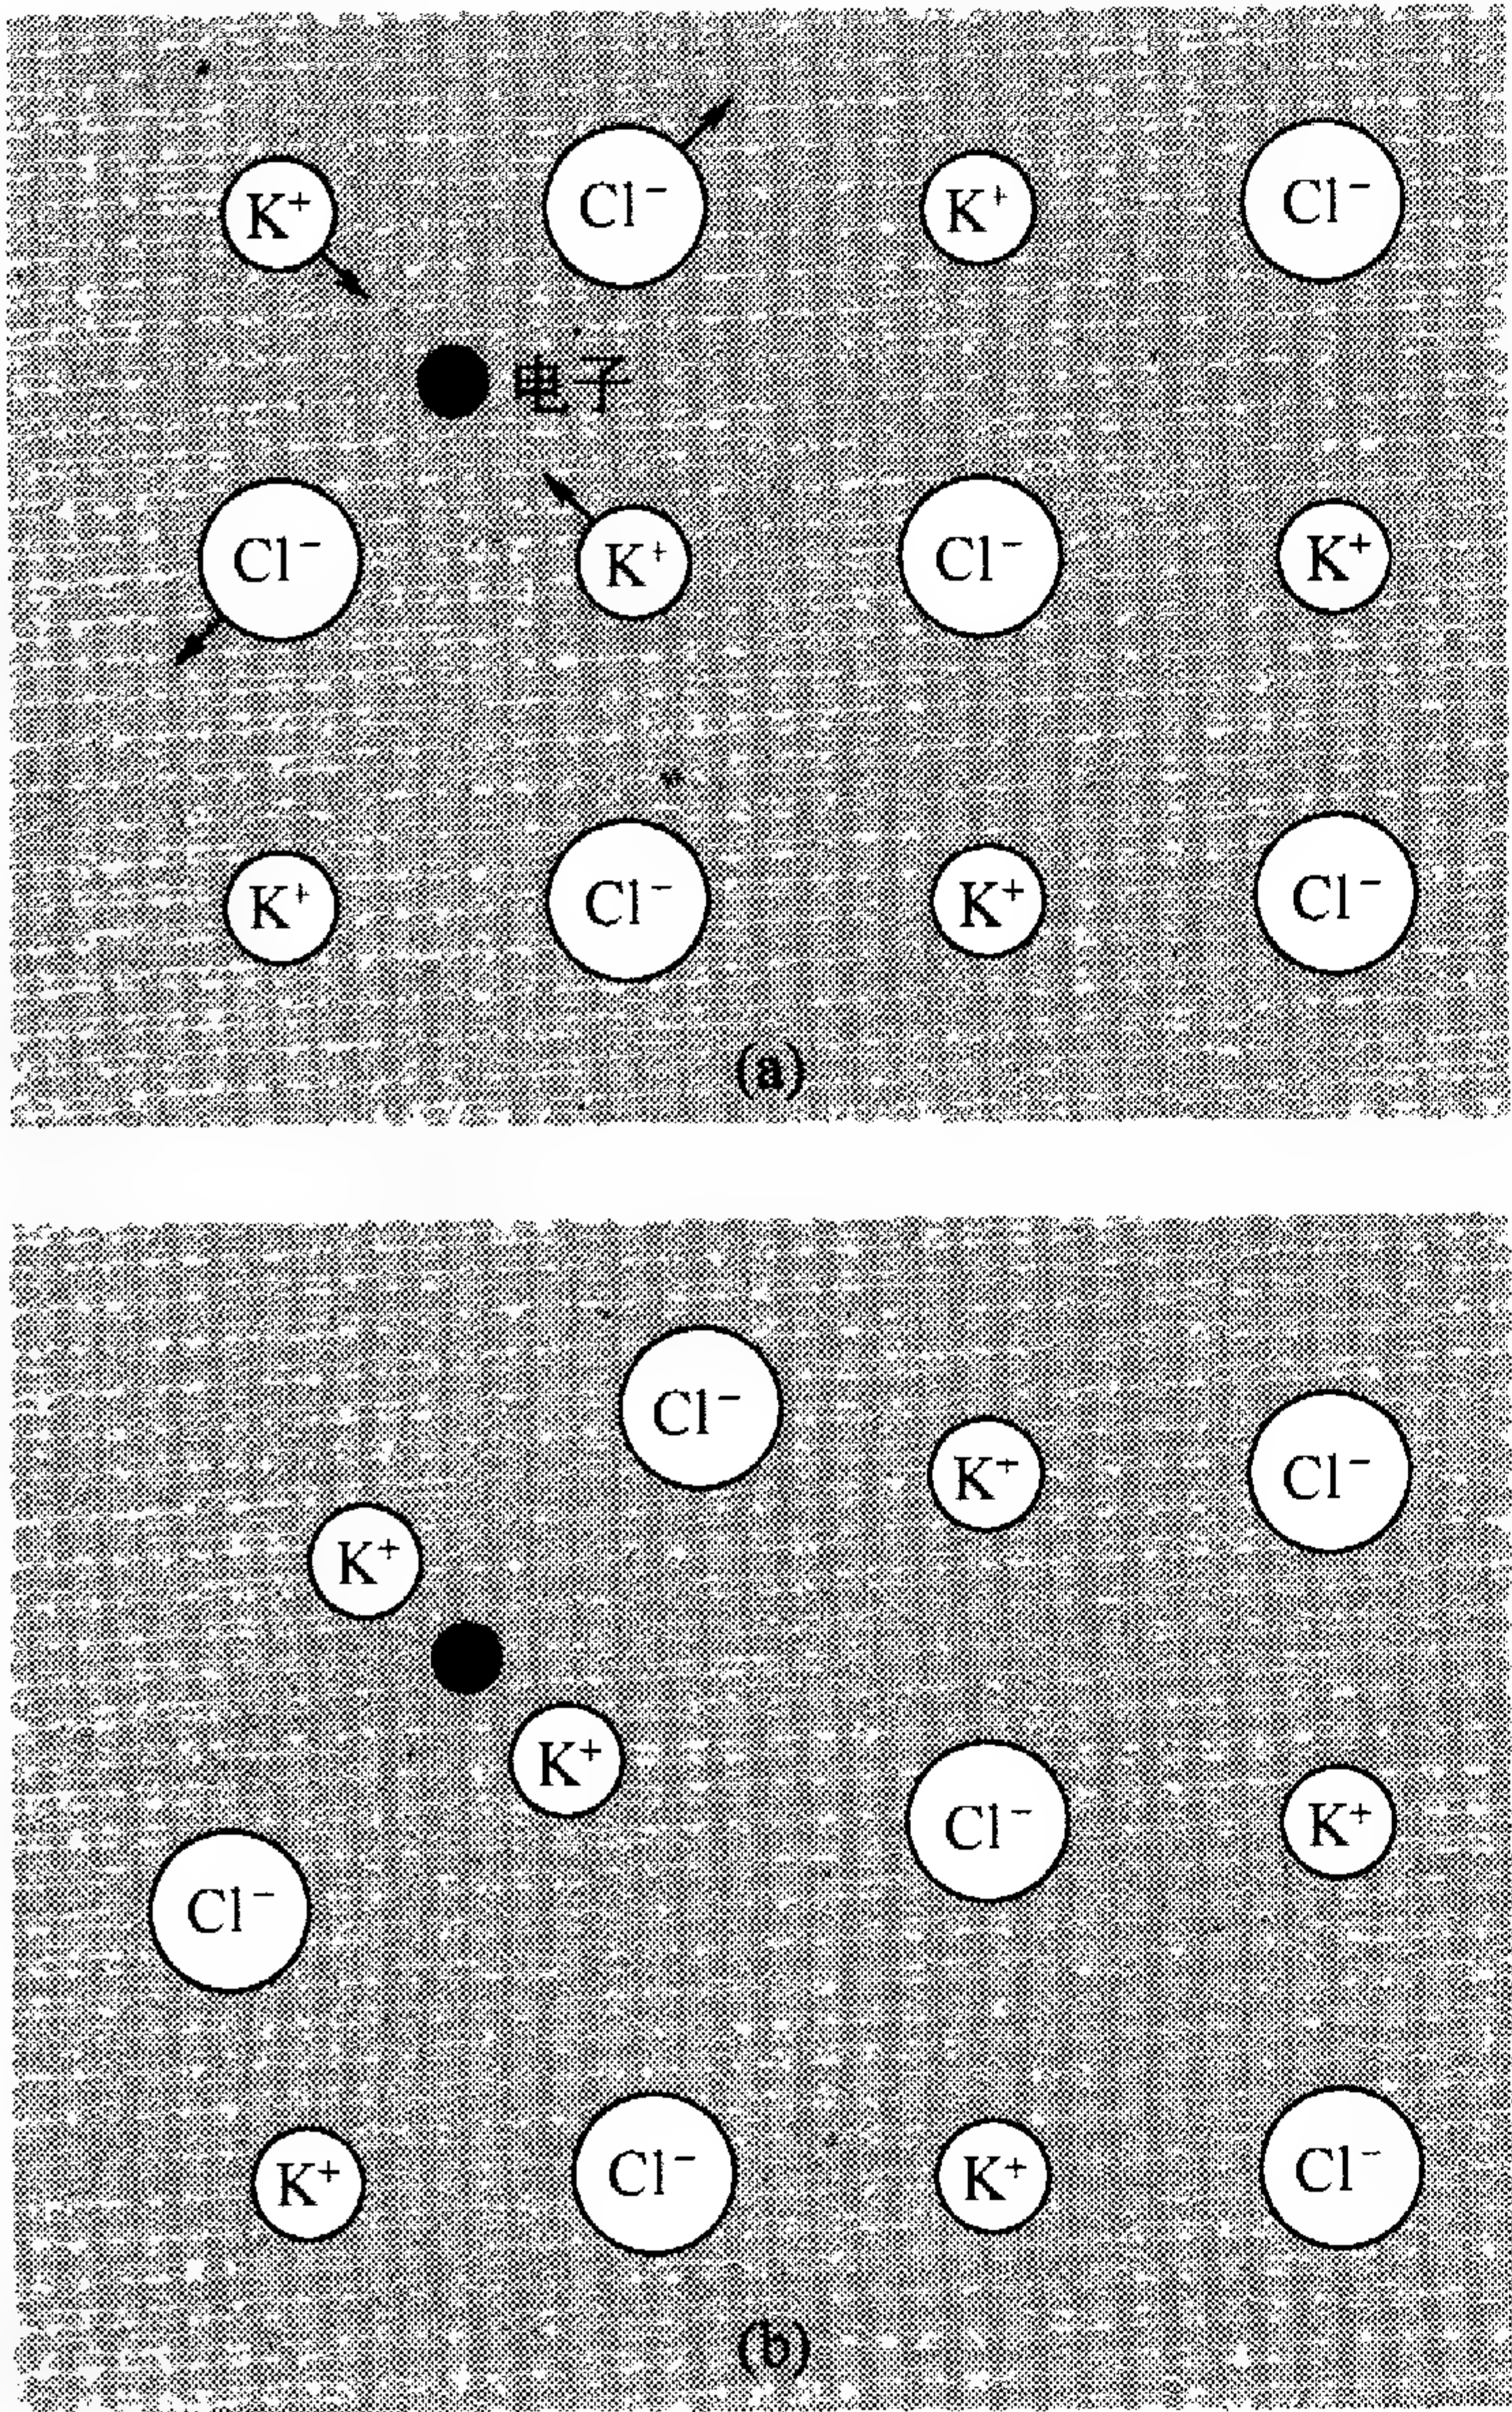 K⁺ Cl⁻ K⁺ Cl⁻
电子
Cl⁻ K⁺ Cl⁻ K⁺
K⁺ Cl⁻ K⁺ Cl⁻
(a)
Cl⁻ K⁺ Cl⁻
K⁺
K⁺ Cl⁻ K⁺
Cl⁻
K⁺ Cl⁻ K⁺ Cl⁻
(b)